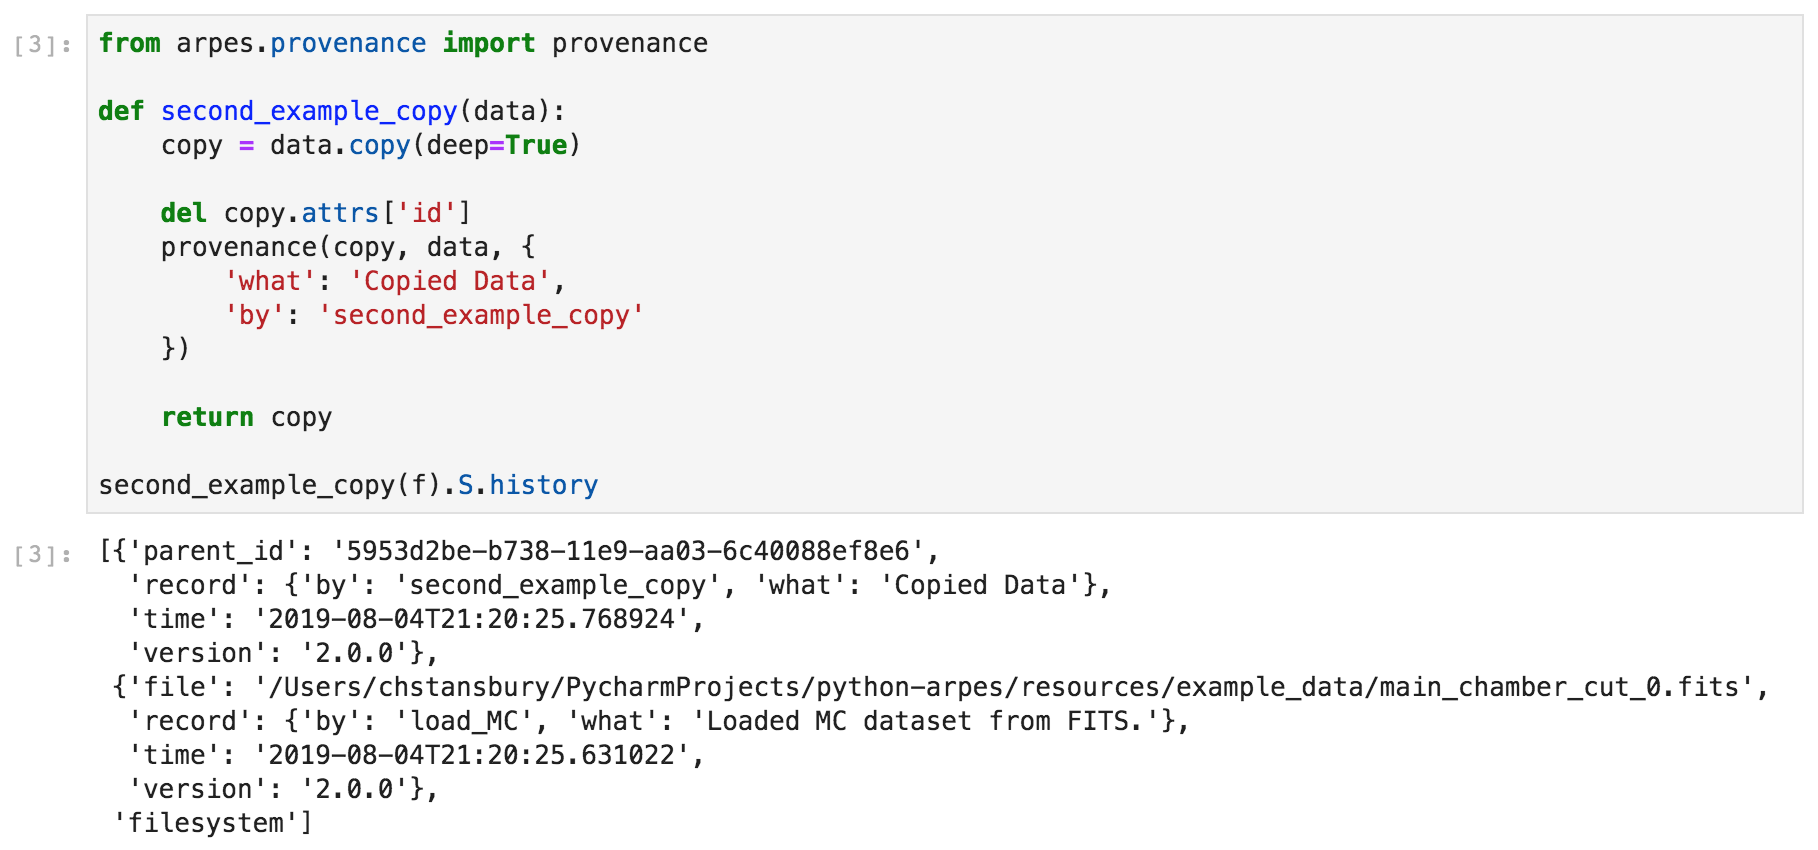 [3]: from arpes.provenance import provenance
def second_example_copy(data):
copy = data.copy(deep=True)
del copy.attrs['id']
provenance(copy, data, {
'what': 'Copied Data',
'by': 'second_example_copy'
})
return copy
second_example_copy(f).S.history
[3]: [{'parent_id': '5953d2be-b738-11e9-aa03-6c40088ef8e6',
'record': {'by': 'second_example_copy', 'what': 'Copied Data'},
'time': '2019-08-04T21:20:25.768924',
'version': '2.0.0'},
{'file': '/Users/chstansbury/PycharmProjects/python-arpes/resources/example_data/main_chamber_cut_0.fits',
'record': {'by': 'load_MC', 'what': 'Loaded MC dataset from FITS.'},
'time': '2019-08-04T21:20:25.631022',
'version': '2.0.0'},
'filesystem']